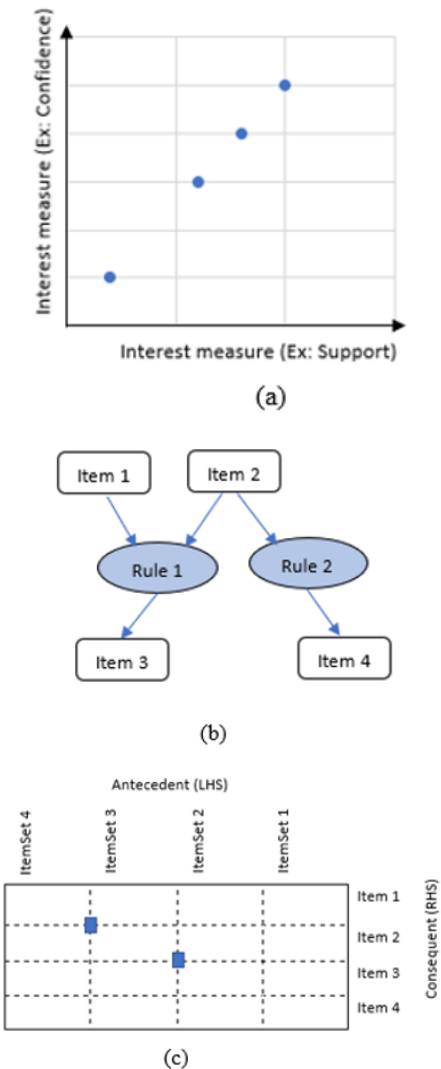 Interest measure (Ex: Confidence)
Interest measure (Ex: Support)
(a)
Item 1
Item 2
Rule 1
Rule 2
Item 3
Item 4
(b)
Antecedent (LHS)
ItemSet 4
ItemSet 3
ItemSet 2
ItemSet 1
Item 1
Item 2
Item 3
Item 4
Consequent (RHS)
(c)